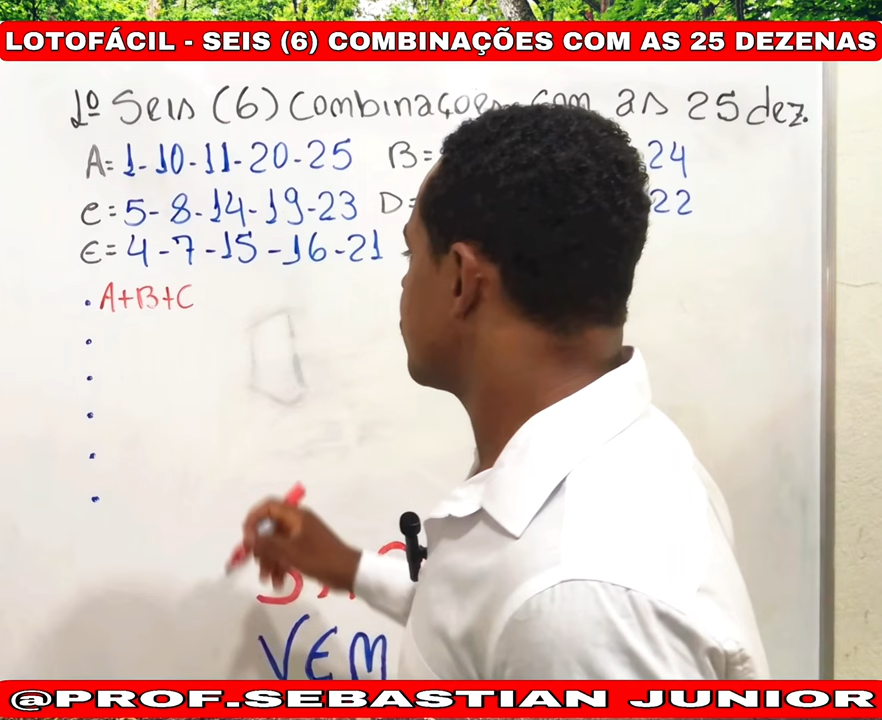 LOTOFÁCIL - SEIS (6) COMBINAÇÕES COM AS 25 DEZENAS
1º Seis (6) Combinações com as 25 dez.
A= 1-10-11-20-25 B= 24
C= 5-8-14-19-23 D= 22
E= 4-7-15-16-21
• A+B+C
VEM
@PROF.SEBASTIAN JUNIOR